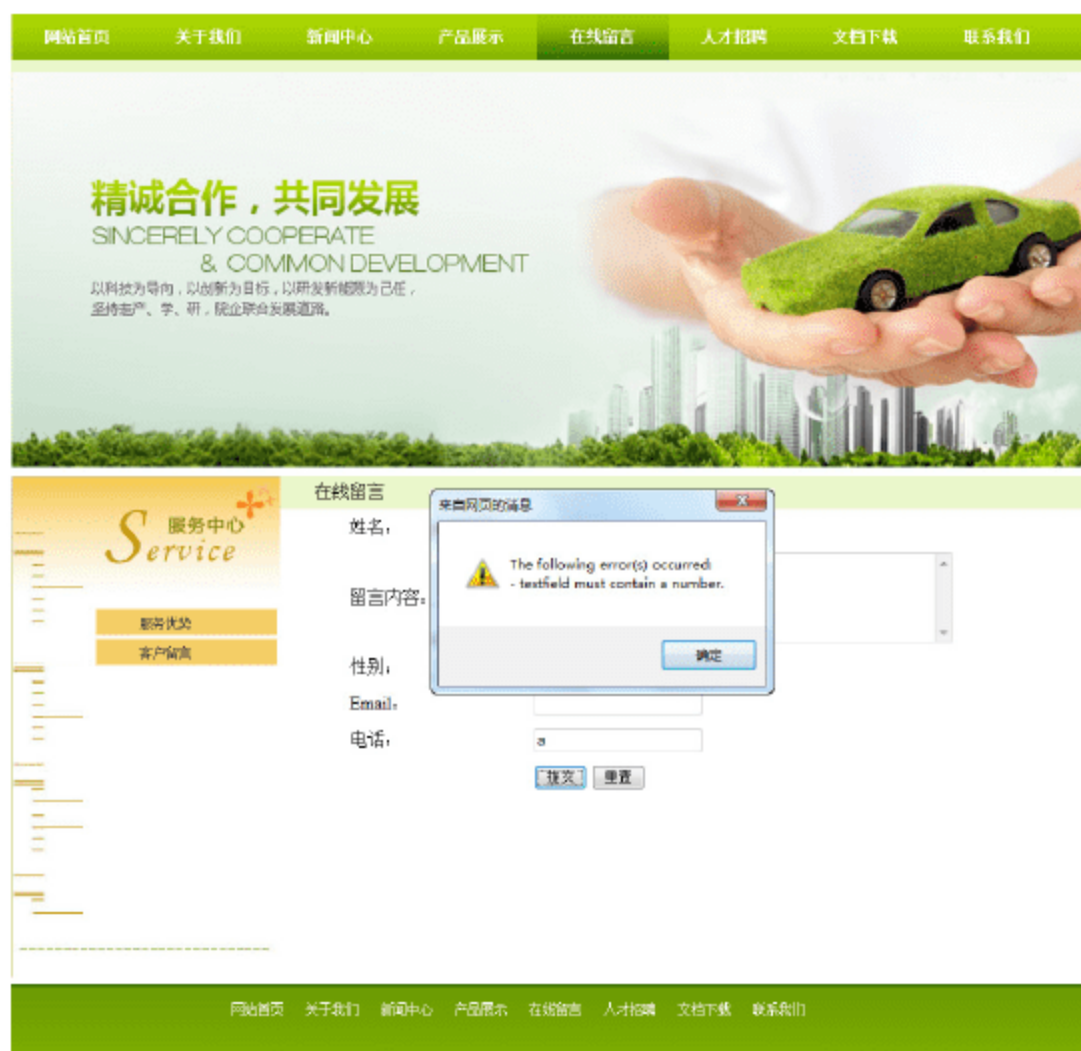 网站首页 关于我们 新闻中心 产品展示 在线留言 人才招聘 文档下载 联系我们
精诚合作，共同发展
SINCERELY COOPERATE
& COMMON DEVELOPMENT
以科技为导向，以创新为目标，以研发新能源为己任，
坚持走产、学、研，院企联合发展道路。
服务中心
Service
服务优势
客户留言
在线留言
姓名：
留言内容：
性别：
Email：
电话： a
提交 重置
来自网页的消息
The following error(s) occurred:
- testfield must contain a number.
确定
网站首页 关于我们 新闻中心 产品展示 在线留言 人才招聘 文档下载 联系我们